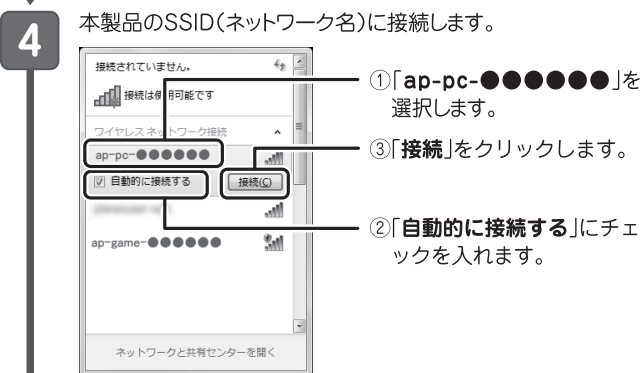 4
本製品のSSID(ネットワーク名)に接続します。
接続されていません。
接続は使用可能です
ワイヤレス ネットワーク接続
ap-pc-●●●●●●
自動的に接続する
接続(C)
ap-game-●●●●●●
ネットワークと共有センターを開く
①「ap-pc-●●●●●●」を
選択します。
③「接続」をクリックします。
②「自動的に接続する」にチェ
ックを入れます。